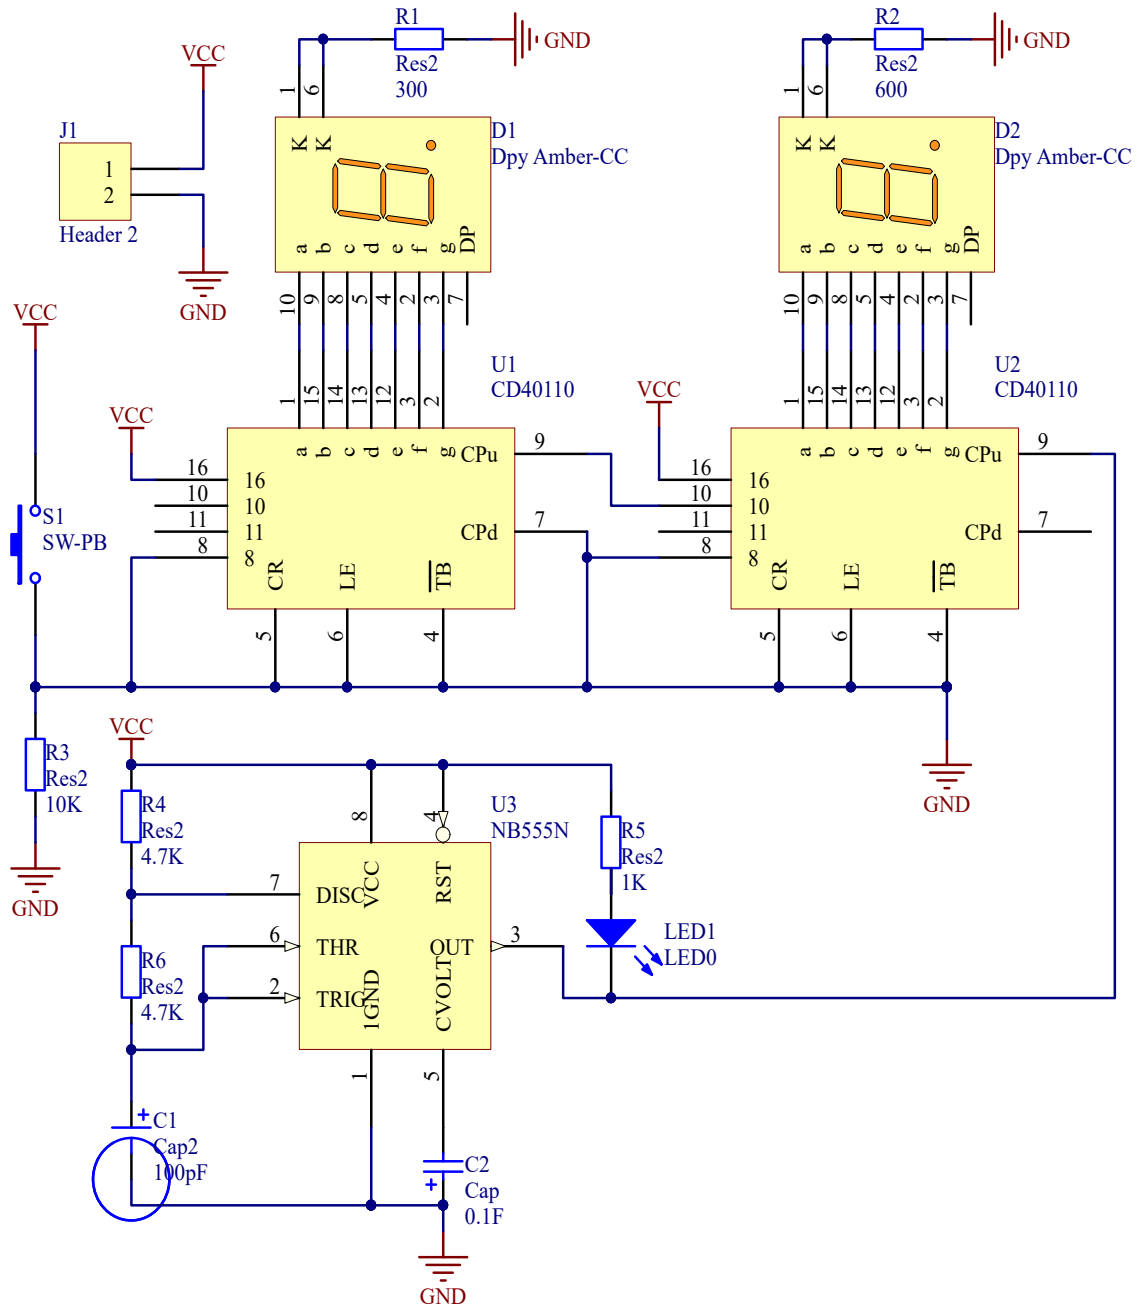 R1
Res2
300
GND
R2
Res2
600
GND
VCC
J1
1
2
Header 2
GND
1
6
K
K
D1
Dpy Amber-CC
a
b
c
d
e
f
g
DP
10
9
8
5
4
2
3
7
1
6
K
K
D2
Dpy Amber-CC
a
b
c
d
e
f
g
DP
10
9
8
5
4
2
3
7
VCC
S1
SW-PB
U1
CD40110
1
15
14
13
12
3
2
a
b
c
d
e
f
g
VCC
16
10
11
8
16
10
11
8
CPu
9
CPd
7
CR
LE
TB
5
6
4
U2
CD40110
1
15
14
13
12
3
2
a
b
c
d
e
f
g
VCC
16
10
11
8
16
10
11
8
CPu
9
CPd
7
CR
LE
TB
5
6
4
GND
R3
Res2
10K
GND
VCC
R4
Res2
4.7K
R6
Res2
4.7K
U3
NB555N
8
4
VCC
RST
7
DISC
6
THR
2
TRIG
OUT
3
1GND
CVOLT
1
5
R5
Res2
1K
LED1
LED0
C1
Cap2
100pF
C2
Cap
0.1F
GND